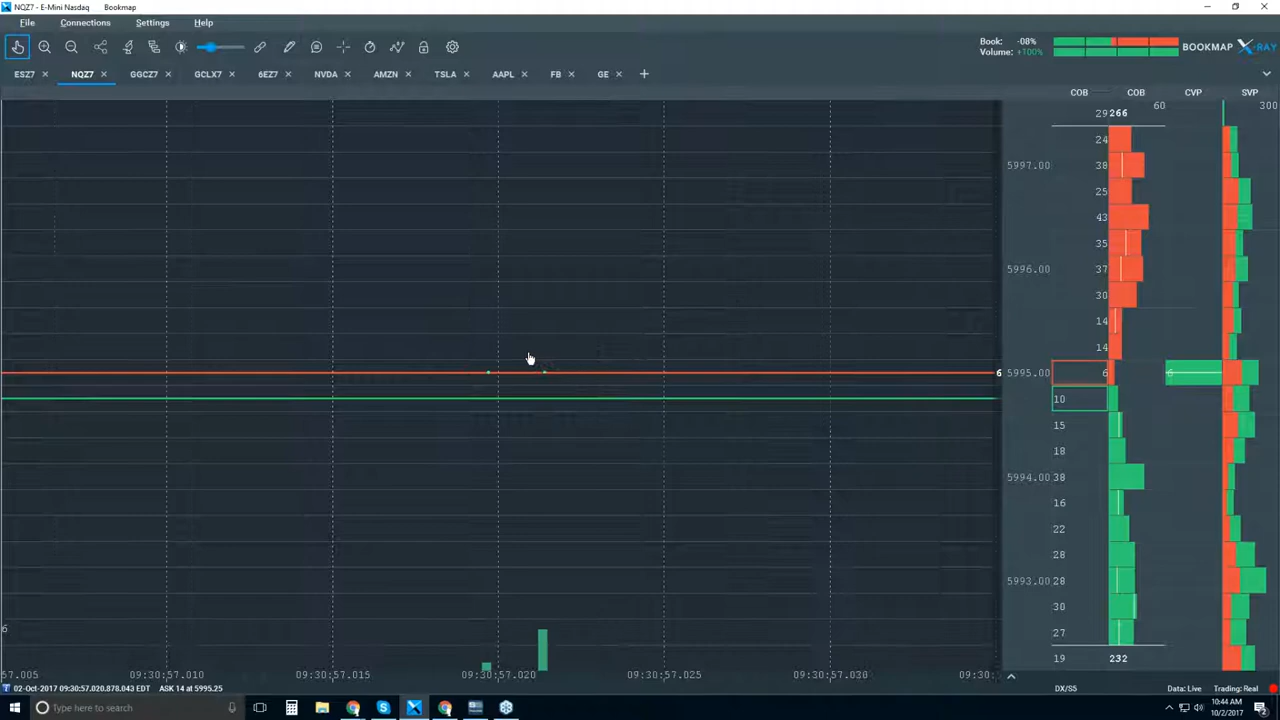 NQZ7 - E-Mini Nasdaq Bookmap
File Connections Settings Help
Book: -08%
Volume: +100%
BOOKMAP X-RAY
ESZ7 NQZ7 GGCZ7 GCLX7 6EZ7 NVDA AMZN TSLA AAPL FB GE
COB COB CVP SVP
60 300
29 266
24
5997.00 38
25
43
35
5996.00 37
30
14
14
6 5995.00 6 6
10
15
18
5994.00 38
16
22
28
5993.00 28
30
6
27
19 232
57.005 09:30:57.010 09:30:57.015 09:30:57.020 09:30:57.025 09:30:57.030 09:30:
02-Oct-2017 09:30:57.020.878.043 EDT ASK 14 at 5995.25
DX/S5 Data: Live Trading: Real
Type here to search
10:44 AM
10/2/2017
2